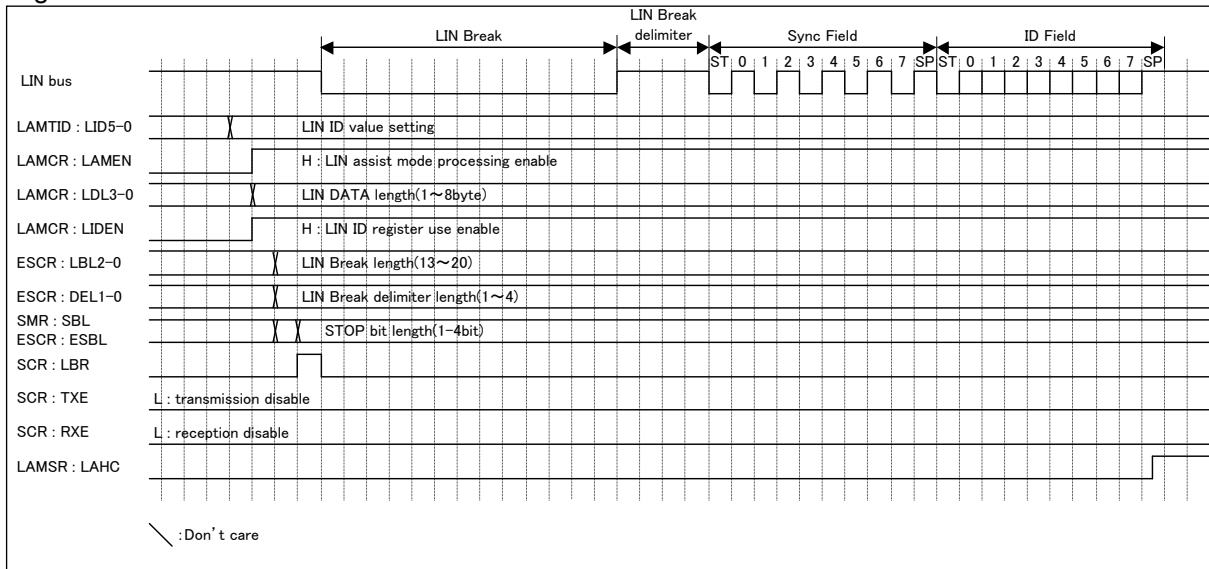 LIN Break
LIN Break delimiter
Sync Field
ID Field
ST 0 1 2 3 4 5 6 7 SP ST 0 1 2 3 4 5 6 7 SP
LIN bus
LAMTID : LID5-0 LIN ID value setting
LAMCR : LAMEN H : LIN assist mode processing enable
LAMCR : LDL3-0 LIN DATA length(1～8byte)
LAMCR : LIDEN H : LIN ID register use enable
ESCR : LBL2-0 LIN Break length(13～20)
ESCR : DEL1-0 LIN Break delimiter length(1～4)
SMR : SBL
ESCR : ESBL STOP bit length(1-4bit)
SCR : LBR
SCR : TXE L : transmission disable
SCR : RXE L : reception disable
LAMSR : LAHC
:Don't care